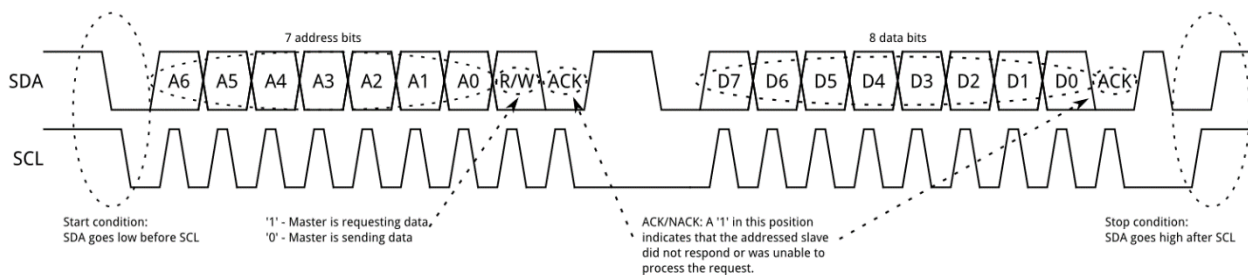 7 address bits
8 data bits
SDA
A6 A5 A4 A3 A2 A1 A0 R/W ACK
D7 D6 D5 D4 D3 D2 D1 D0 ACK
SCL
Start condition:
SDA goes low before SCL
'1' - Master is requesting data
'0' - Master is sending data
ACK/NACK: A '1' in this position
indicates that the addressed slave
did not respond or was unable to
process the request.
Stop condition:
SDA goes high after SCL